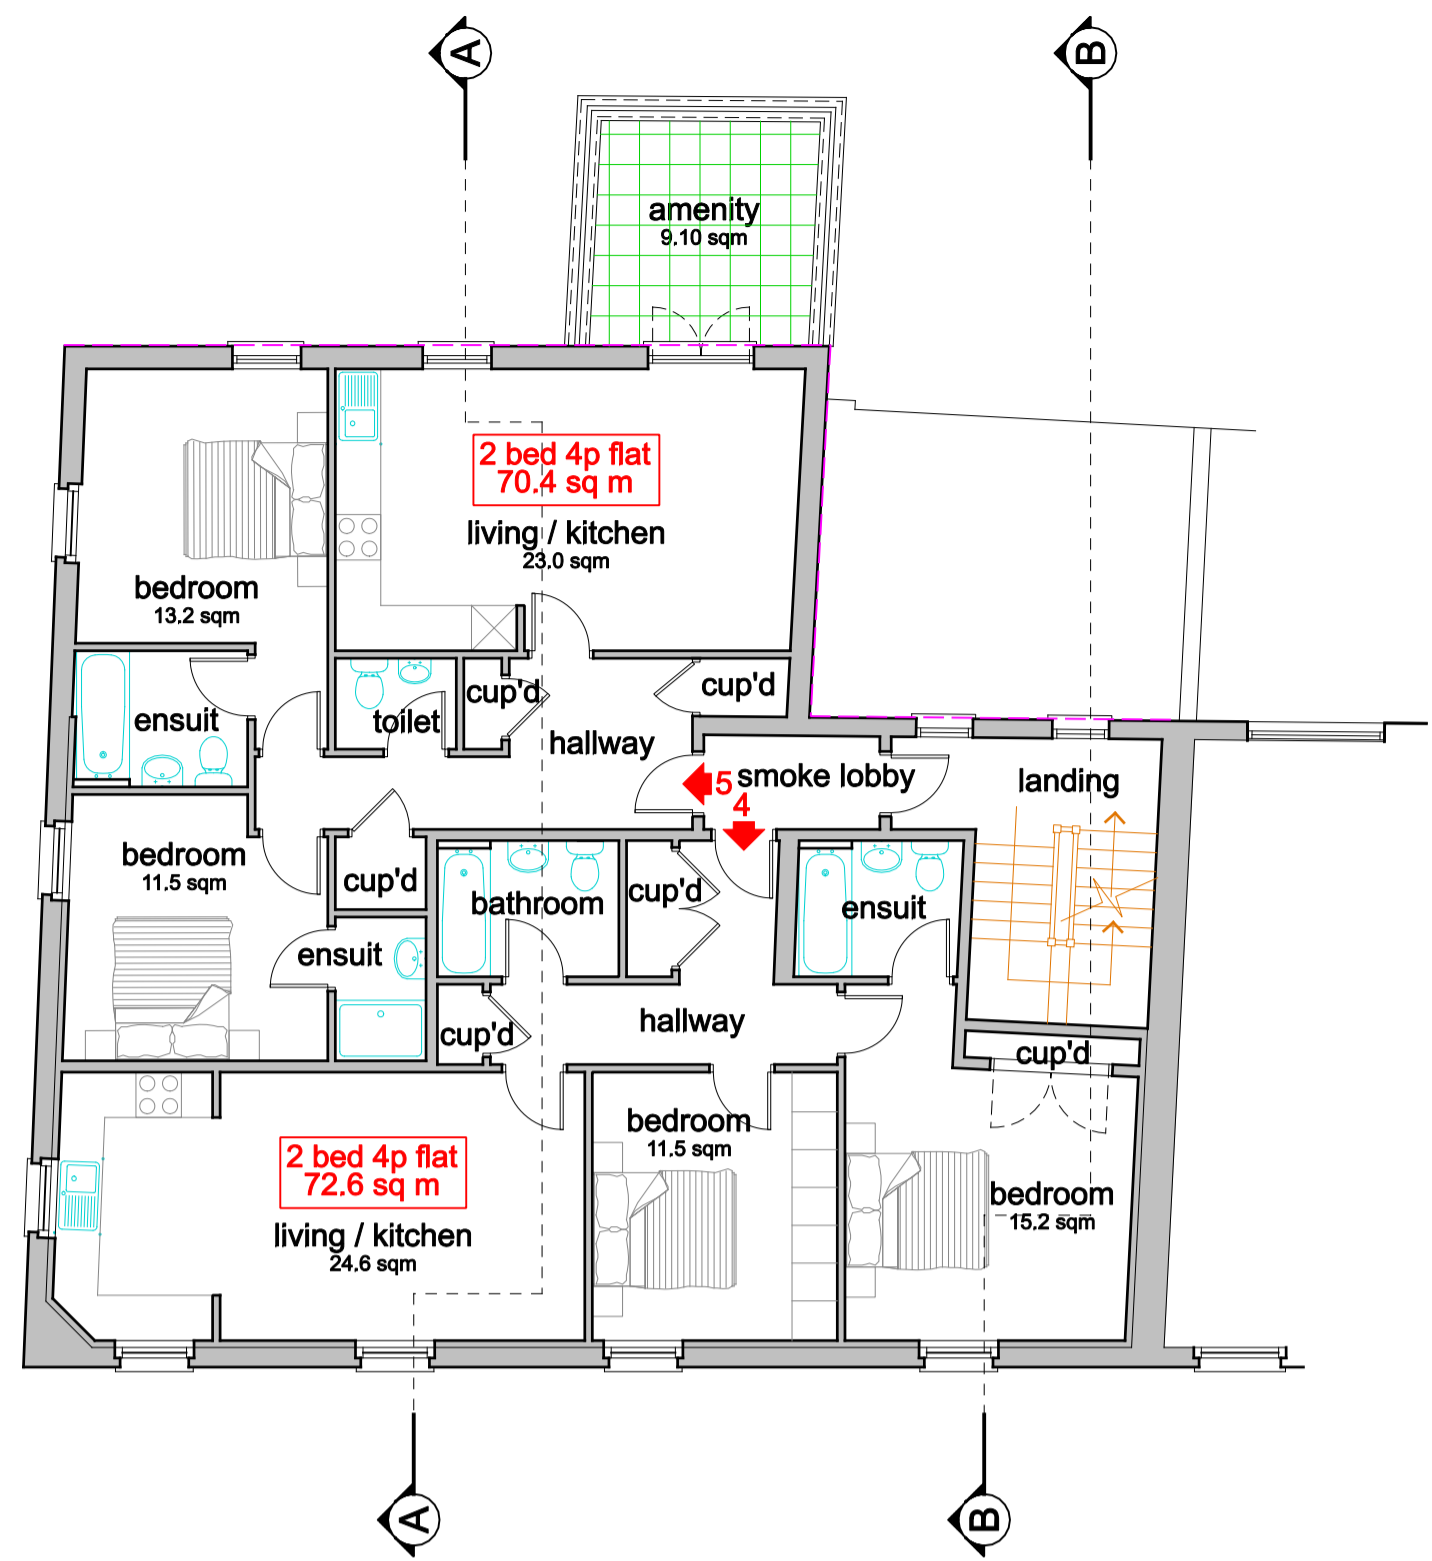 A
B
amenity
9.10 sqm
2 bed 4p flat
70.4 sq m
living / kitchen
23.0 sqm
bedroom
13.2 sqm
cup'd
cup'd
ensuit
toilet
hallway
smoke lobby
landing
5
4
bedroom
11.5 sqm
cup'd
cup'd
bathroom
ensuit
ensuit
hallway
cup'd
cup'd
bedroom
11.5 sqm
2 bed 4p flat
72.6 sq m
bedroom
15.2 sqm
living / kitchen
24.6 sqm
A
B